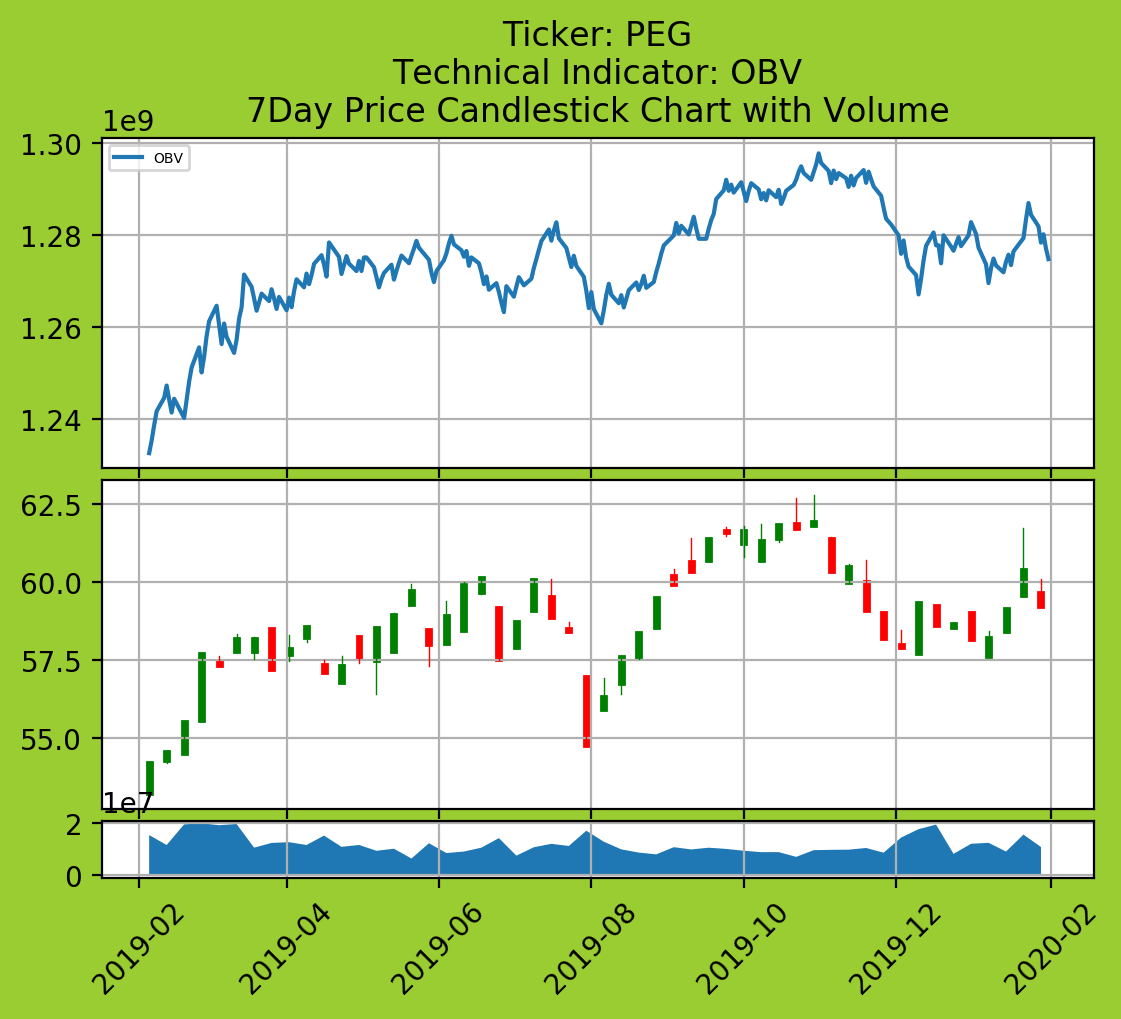 Ticker: PEG
Technical Indicator: OBV
7Day Price Candlestick Chart with Volume
1e9
OBV
1.30
1.28
1.26
1.24
62.5
60.0
57.5
55.0
1e7
2
0
2019-02
2019-04
2019-06
2019-08
2019-10
2019-12
2020-02